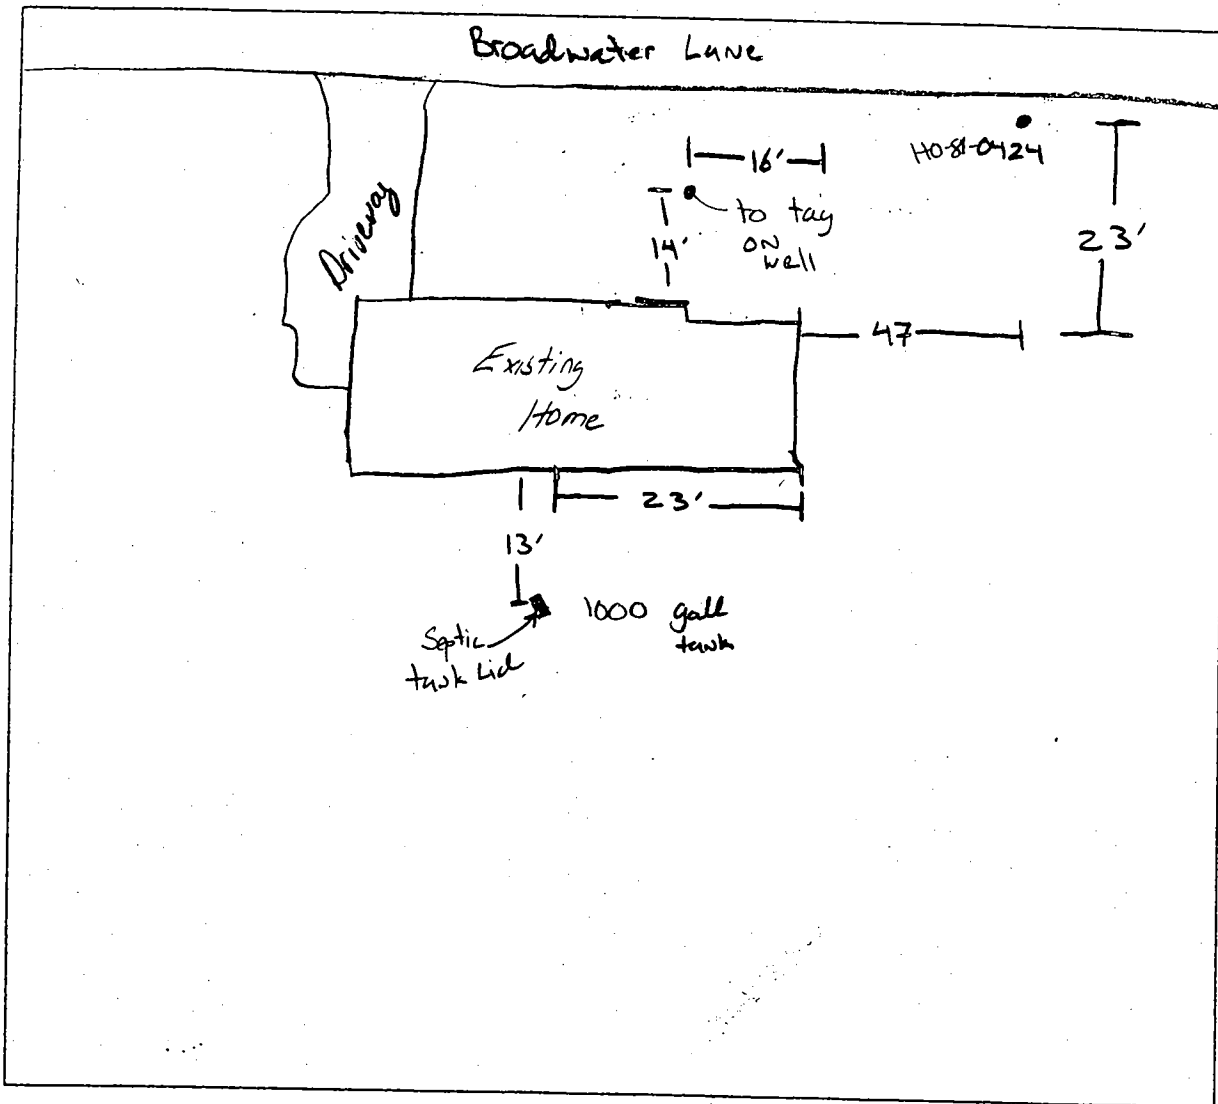 Broadwater Lane
HO-81-0424
16'
to tag
on
well
14'
23'
Driveway
47
Existing
Home
23'
13'
1000 gall
tank
Septic
tank Lid